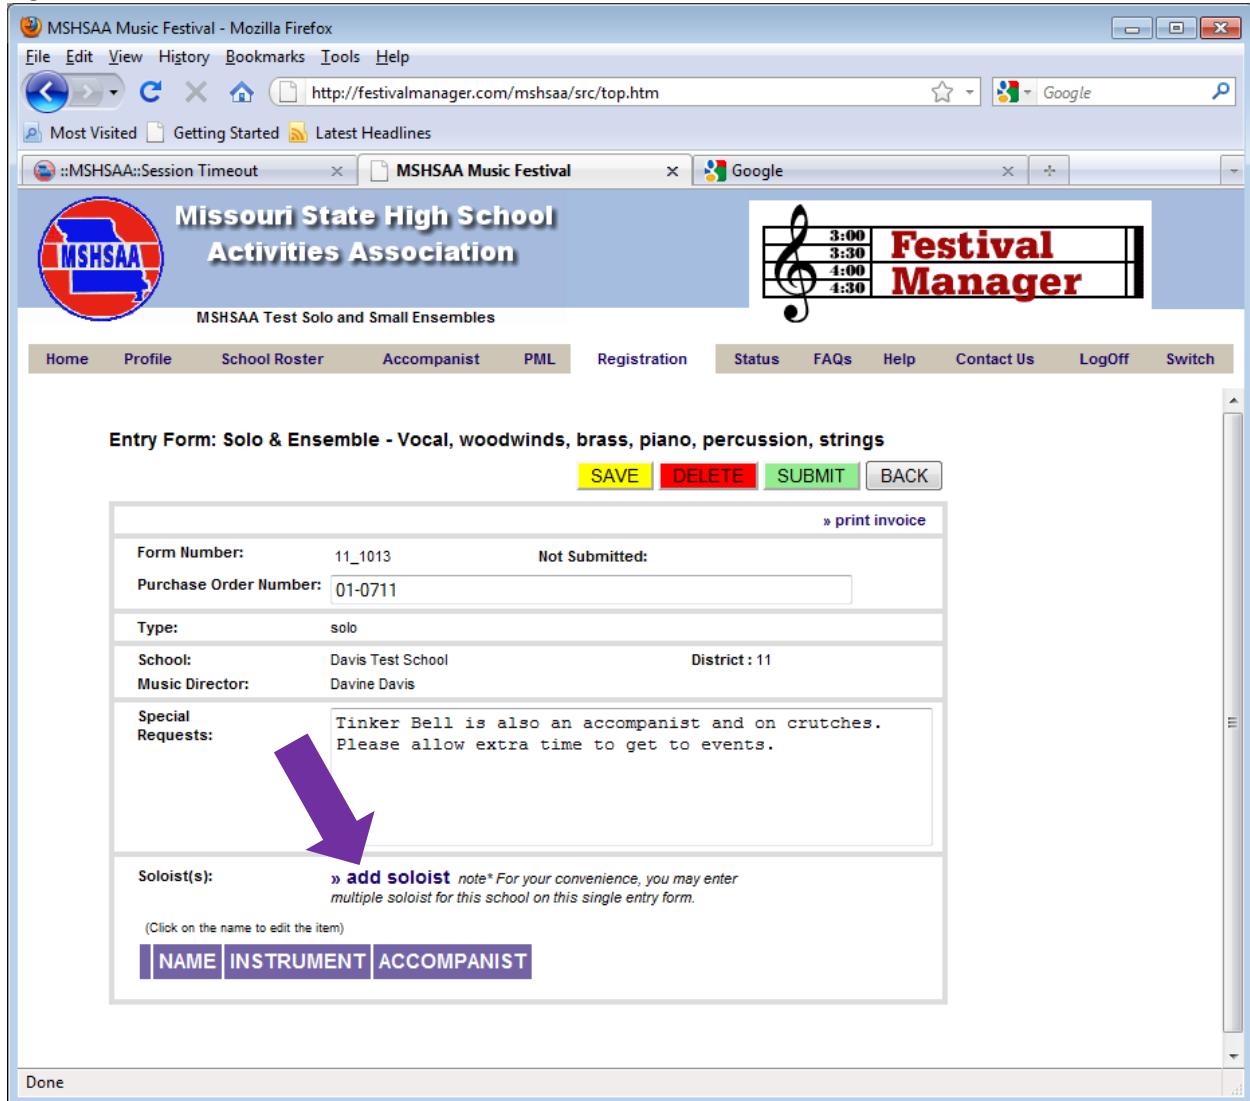 MSHSAA Music Festival - Mozilla Firefox
File Edit View History Bookmarks Tools Help
http://festivalmanager.com/mshsaa/src/top.htm
Google
Most Visited Getting Started Latest Headlines
::MSHSAA::Session Timeout MSHSAA Music Festival Google
MSHSAA
Missouri State High School
Activities Association
3:00
3:30
4:00
4:30
Festival
Manager
MSHSAA Test Solo and Small Ensembles
Home Profile School Roster Accompanist PML Registration Status FAQs Help Contact Us LogOff Switch
Entry Form: Solo & Ensemble - Vocal, woodwinds, brass, piano, percussion, strings
SAVE DELETE SUBMIT BACK
» print invoice
Form Number: 11_1013 Not Submitted:
Purchase Order Number: 01-0711
Type: solo
School: Davis Test School District : 11
Music Director: Davine Davis
Special
Requests:
Tinker Bell is also an accompanist and on crutches.
Please allow extra time to get to events.
Soloist(s): » add soloist note* For your convenience, you may enter
multiple soloist for this school on this single entry form.
(Click on the name to edit the item)
NAME INSTRUMENT ACCOMPANIST
Done